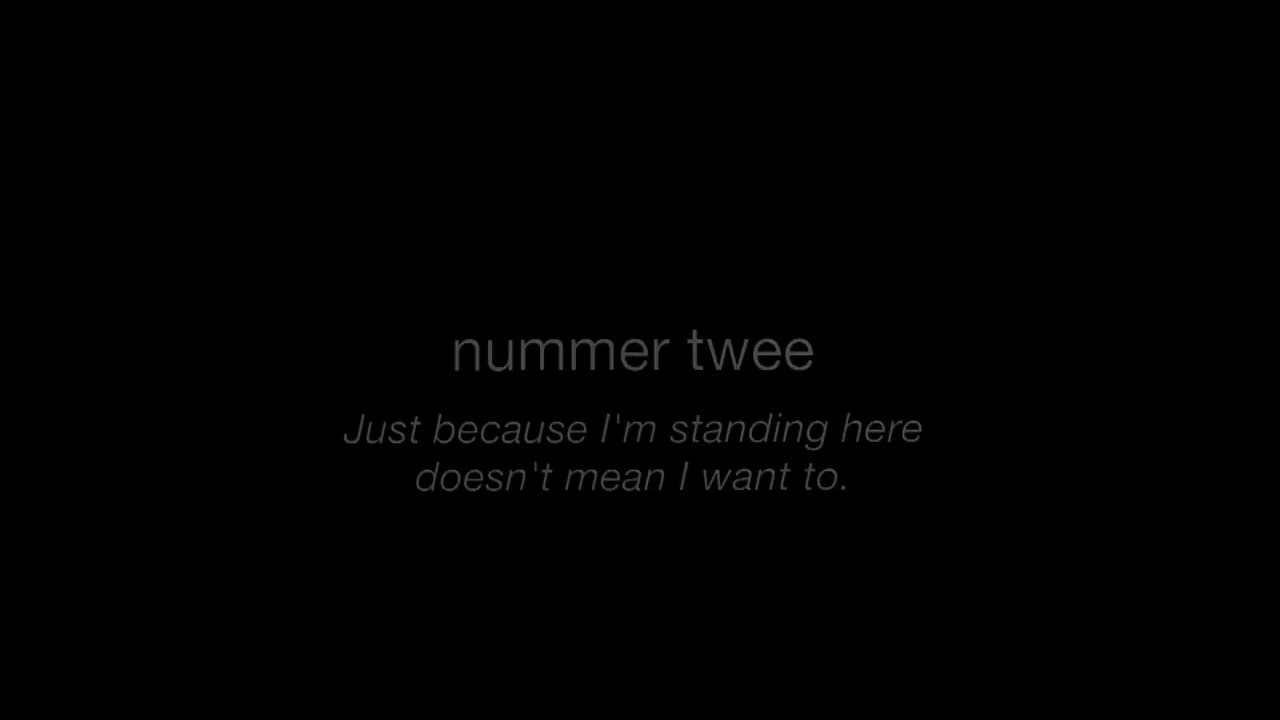 nummer twee
Just because I'm standing here
doesn't mean I want to.